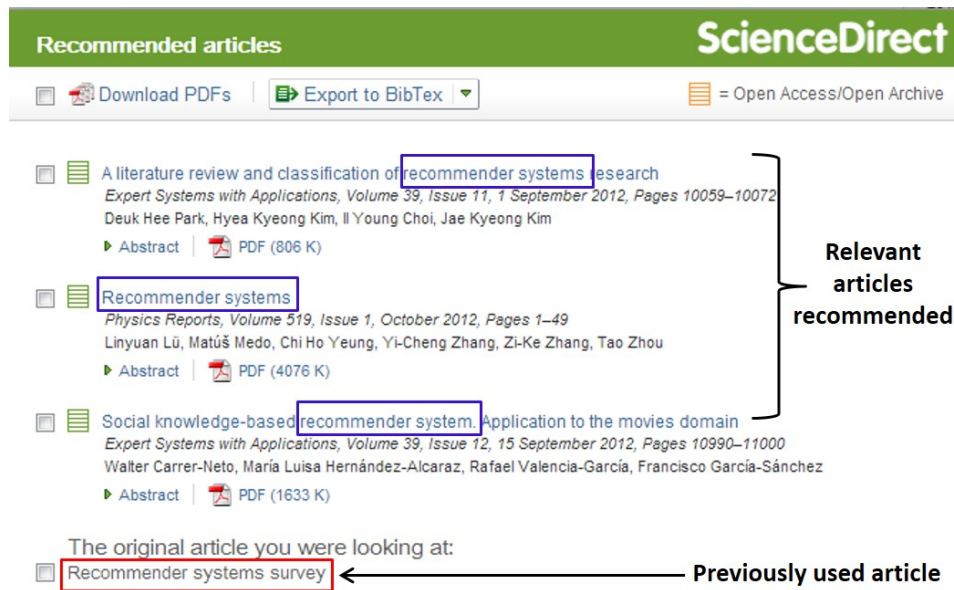 Recommended articles
ScienceDirect
Download PDFs
Export to BibTex
= Open Access/Open Archive
A literature review and classification of recommender systems research
Expert Systems with Applications, Volume 39, Issue 11, 1 September 2012, Pages 10059–10072
Deuk Hee Park, Hyea Kyeong Kim, Il Young Choi, Jae Kyeong Kim
Abstract
PDF (806 K)
Recommender systems
Physics Reports, Volume 519, Issue 1, October 2012, Pages 1–49
Linyuan Lü, Matúš Medo, Chi Ho Yeung, Yi-Cheng Zhang, Zi-Ke Zhang, Tao Zhou
Abstract
PDF (4076 K)
Social knowledge-based recommender system. Application to the movies domain
Expert Systems with Applications, Volume 39, Issue 12, 15 September 2012, Pages 10990–11000
Walter Carrer-Neto, María Luisa Hernández-Alcaraz, Rafael Valencia-García, Francisco García-Sánchez
Abstract
PDF (1633 K)
Relevant
articles
recommended
The original article you were looking at:
Recommender systems survey
Previously used article